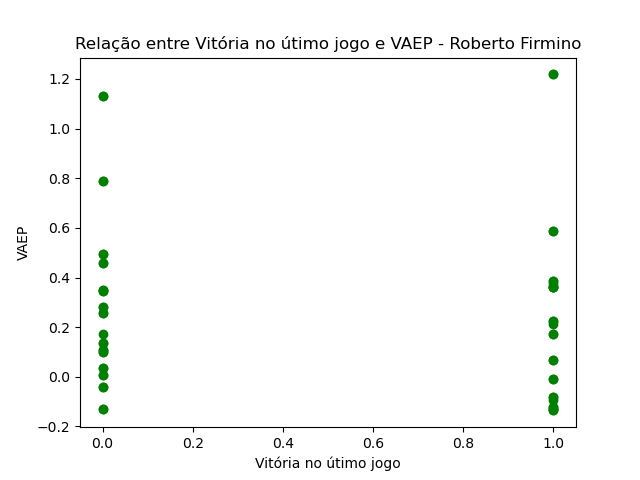 Relação entre Vitória no útimo jogo e VAEP - Roberto Firmino
1.2
1.0
0.8
0.6
0.4
0.2
0.0
−0.2
VAEP
0.0 0.2 0.4 0.6 0.8 1.0
Vitória no útimo jogo